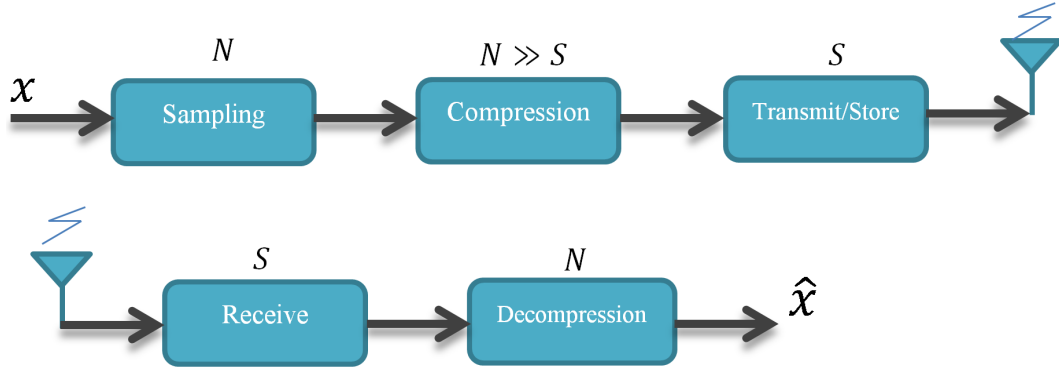 N
N ≫ S
S
x
Sampling
Compression
Transmit/Store
S
N
Receive
Decompression
x̂